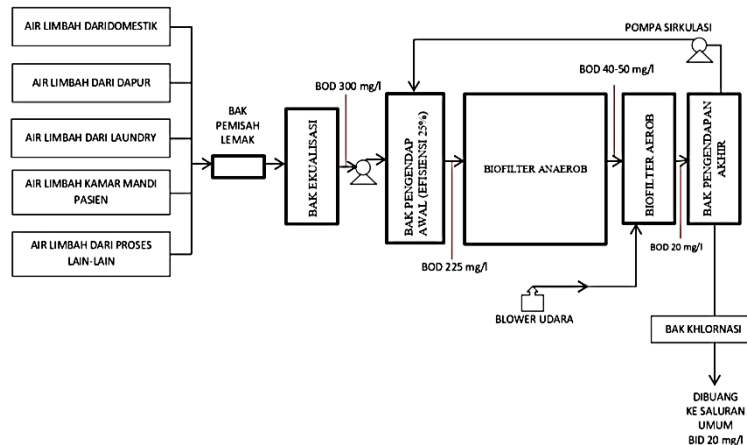 AIR LIMBAH DARIDOMESTIK
AIR LIMBAH DARI DAPUR
AIR LIMBAH DARI LAUNDRY
AIR LIMBAH KAMAR MANDI
PASIEN
AIR LIMBAH DARI PROSES
LAIN-LAIN
BAK
PEMISAH
LEMAK
BAK EKUALISASI
BOD 300 mg/l
BAK PENGENDAP
AWAL (EFISIENSI 25%)
BOD 225 mg/l
BIOFILTER ANAEROB
BOD 40-50 mg/l
BIOFILTER AEROB
BLOWER UDARA
BOD 20 mg/l
POMPA SIRKULASI
BAK PENGENDAPAN
AKHIR
BAK KHLORNASI
DIBUANG
KE SALURAN
UMUM
BID 20 mg/l